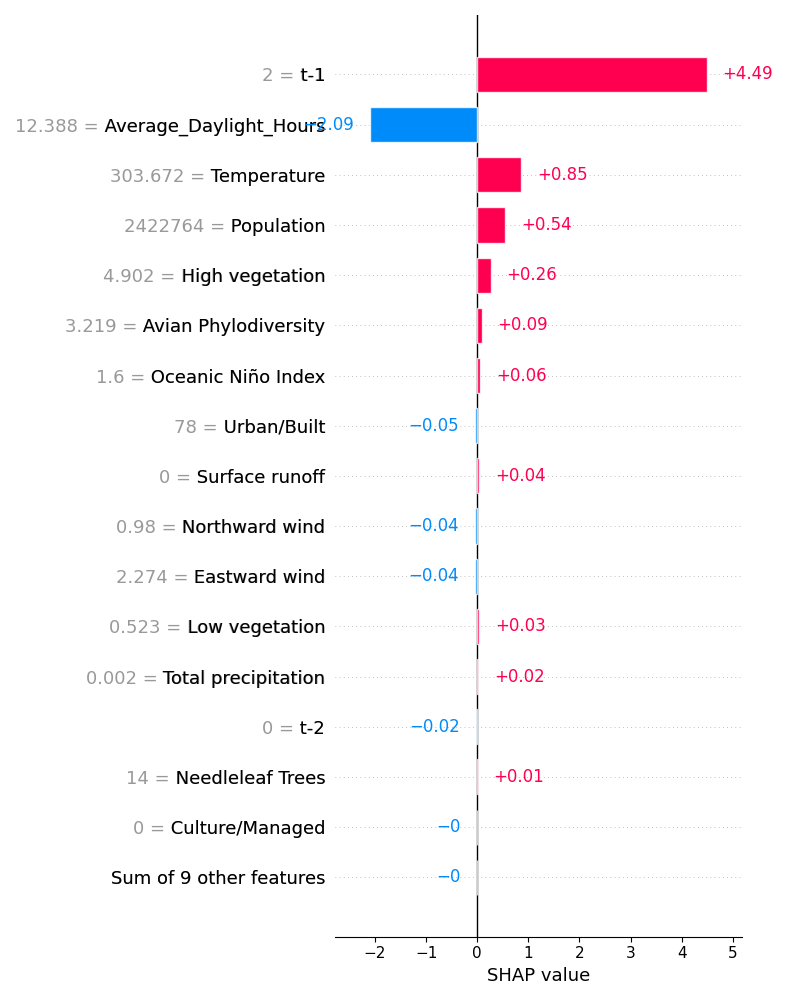 2 = t-1 +4.49
12.388 = Average_Daylight_Hours −2.09
303.672 = Temperature +0.85
2422764 = Population +0.54
4.902 = High vegetation +0.26
3.219 = Avian Phylodiversity +0.09
1.6 = Oceanic Niño Index +0.06
78 = Urban/Built −0.05
0 = Surface runoff +0.04
0.98 = Northward wind −0.04
2.274 = Eastward wind −0.04
0.523 = Low vegetation +0.03
0.002 = Total precipitation +0.02
0 = t-2 −0.02
14 = Needleleaf Trees +0.01
0 = Culture/Managed −0
Sum of 9 other features −0
−2 −1 0 1 2 3 4 5
SHAP value